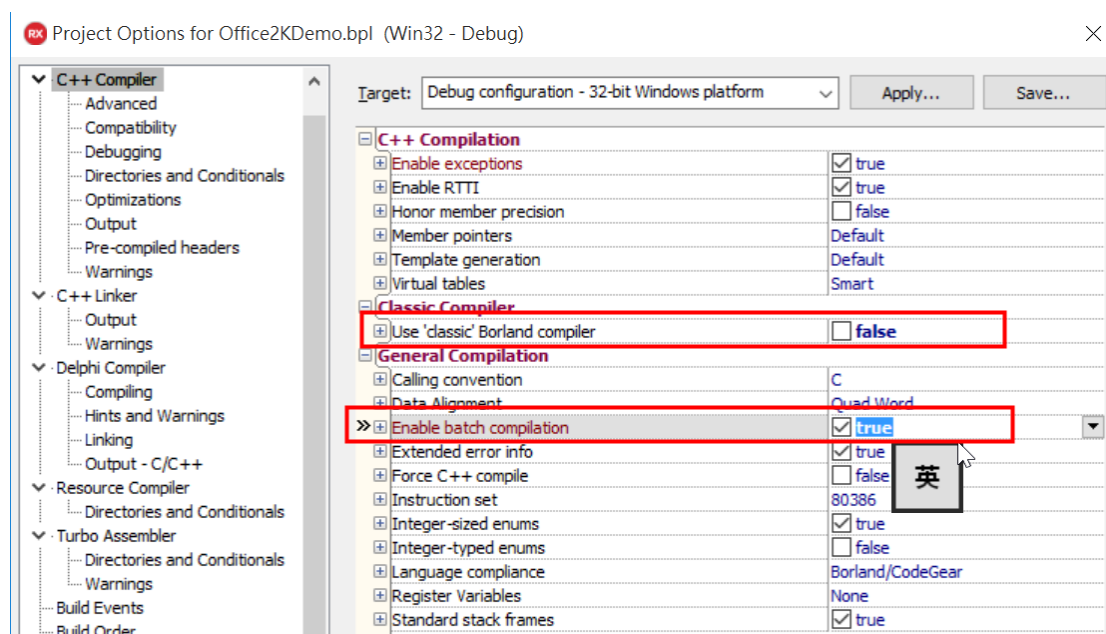 RX Project Options for Office2KDemo.bpl (Win32 - Debug)
C++ Compiler
Advanced
Compatibility
Debugging
Directories and Conditionals
Optimizations
Output
Pre-compiled headers
Warnings
C++ Linker
Output
Warnings
Delphi Compiler
Compiling
Hints and Warnings
Linking
Output - C/C++
Resource Compiler
Directories and Conditionals
Turbo Assembler
Directories and Conditionals
Warnings
Build Events
Build Order
Target: Debug configuration - 32-bit Windows platform Apply... Save...
C++ Compilation
Enable exceptions true
Enable RTTI true
Honor member precision false
Member pointers Default
Template generation Default
Virtual tables Smart
Classic Compiler
Use 'classic' Borland compiler false
General Compilation
Calling convention C
Data Alignment Quad Word
Enable batch compilation true
Extended error info true
Force C++ compile false
英
Instruction set 80386
Integer-sized enums true
Integer-typed enums false
Language compliance Borland/CodeGear
Register Variables None
Standard stack frames true